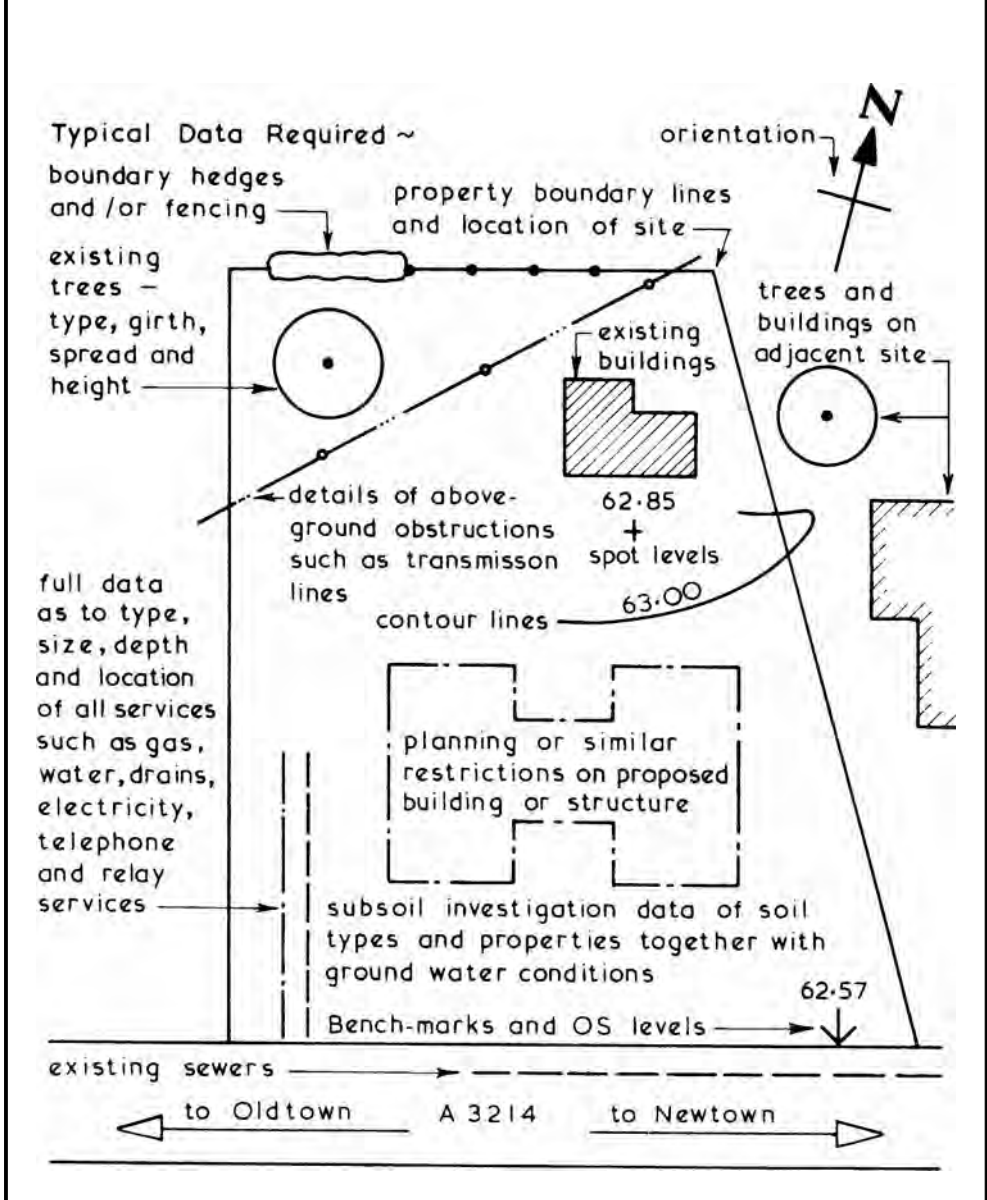 Typical Data Required ~
boundary hedges
and/or fencing
existing
trees –
type, girth,
spread and
height
property boundary lines
and location of site
orientation
N
trees and
buildings on
adjacent site
existing
buildings
details of above-
ground obstructions
such as transmisson
lines
62·85
spot levels
63·00
contour lines
full data
as to type,
size, depth
and location
of all services
such as gas,
water, drains,
electricity,
telephone
and relay
services
planning or similar
restrictions on proposed
building or structure
subsoil investigation data of soil
types and properties together with
ground water conditions
62·57
Bench-marks and OS levels
existing sewers
to Oldtown
A 3214
to Newtown